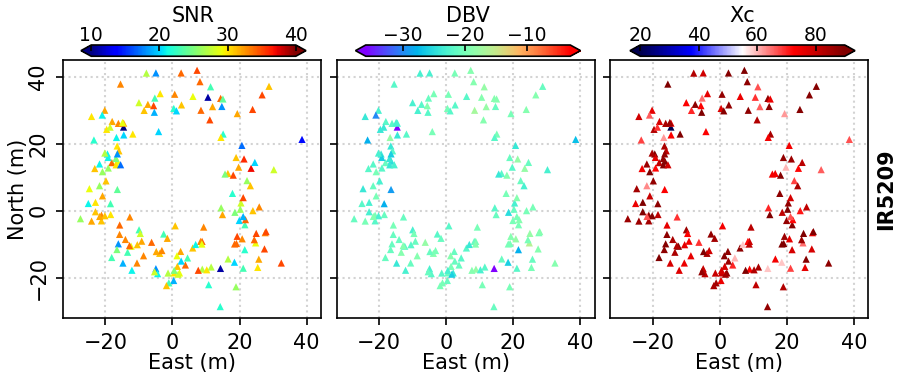 SNR DBV Xc
10 20 30 40 −30 −20 −10 20 40 60 80
40
20
0
−20
North (m)
IR5209
−20 0 20 40 −20 0 20 40 −20 0 20 40
East (m) East (m) East (m)